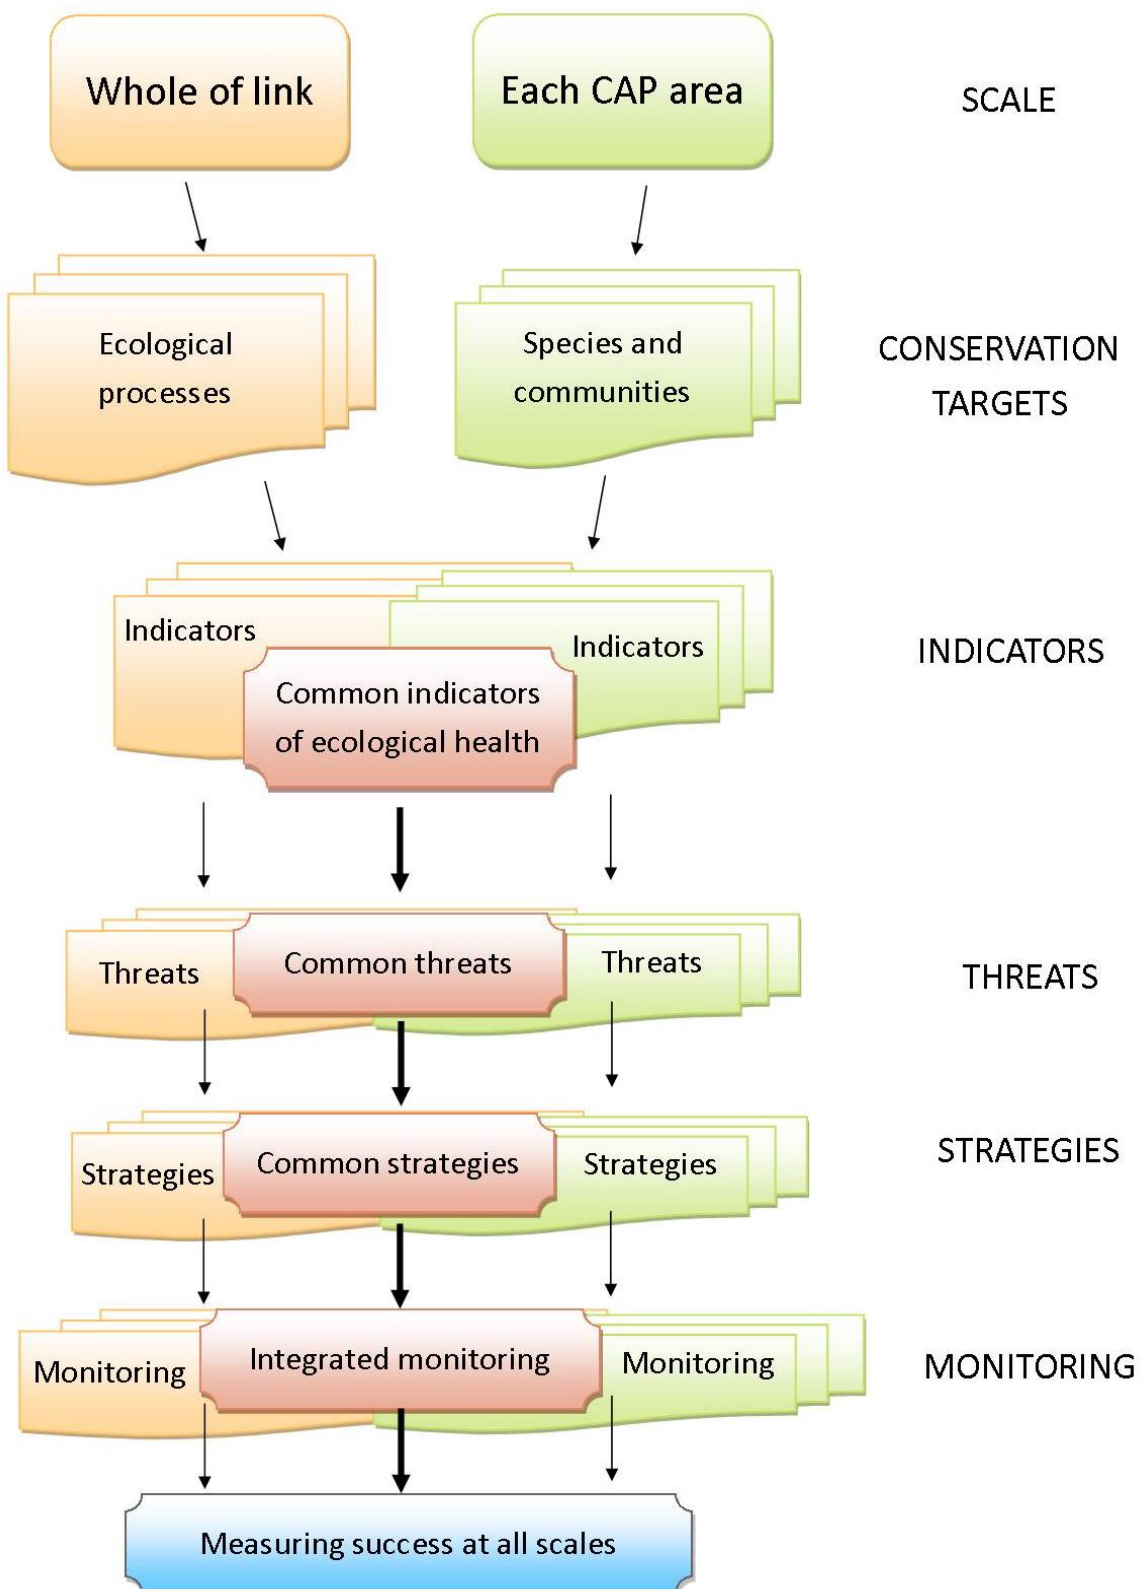 Whole of link
Each CAP area
SCALE
Ecological
processes
Species and
communities
CONSERVATION
TARGETS
Indicators
Indicators
Common indicators
of ecological health
INDICATORS
Threats
Common threats
Threats
THREATS
Strategies
Common strategies
Strategies
STRATEGIES
Monitoring
Integrated monitoring
Monitoring
MONITORING
Measuring success at all scales